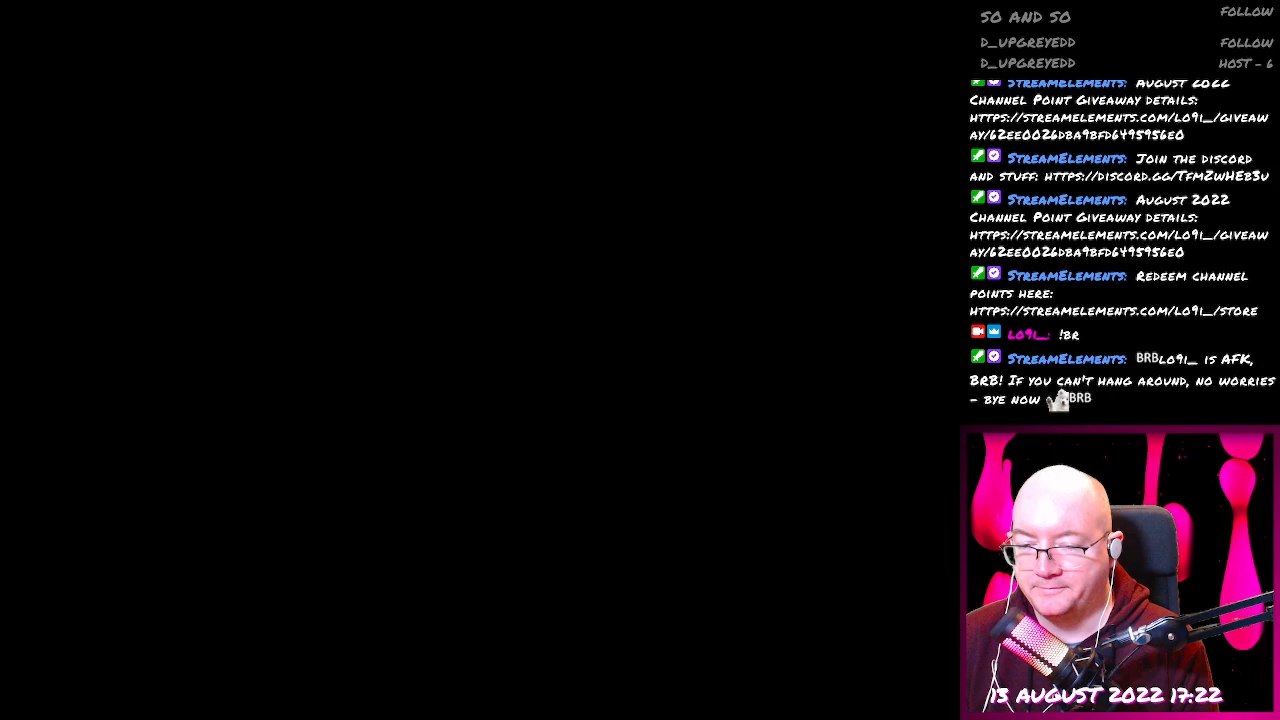 SO AND SO FOLLOW
D_UPGREYEDD FOLLOW
D_UPGREYEDD HOST - 6
STREAMELEMENTS: AUGUST 2022
CHANNEL POINT GIVEAWAY DETAILS:
HTTPS://STREAMELEMENTS.COM/LO9I_/GIVEAW
AY/62EE0026DBA9BFD6495956E0
STREAMELEMENTS: JOIN THE DISCORD
AND STUFF: HTTPS://DISCORD.GG/TFMZWHEB3U
STREAMELEMENTS: AUGUST 2022
CHANNEL POINT GIVEAWAY DETAILS:
HTTPS://STREAMELEMENTS.COM/LO9I_/GIVEAW
AY/62EE0026DBA9BFD6495956E0
STREAMELEMENTS: REDEEM CHANNEL
POINTS HERE:
HTTPS://STREAMELEMENTS.COM/LO9I_/STORE
LO9I_: !BR
STREAMELEMENTS: BRB LO9I_ IS AFK,
BRB! IF YOU CAN'T HANG AROUND, NO WORRIES
- BYE NOW BRB
13 AUGUST 2022 17:22